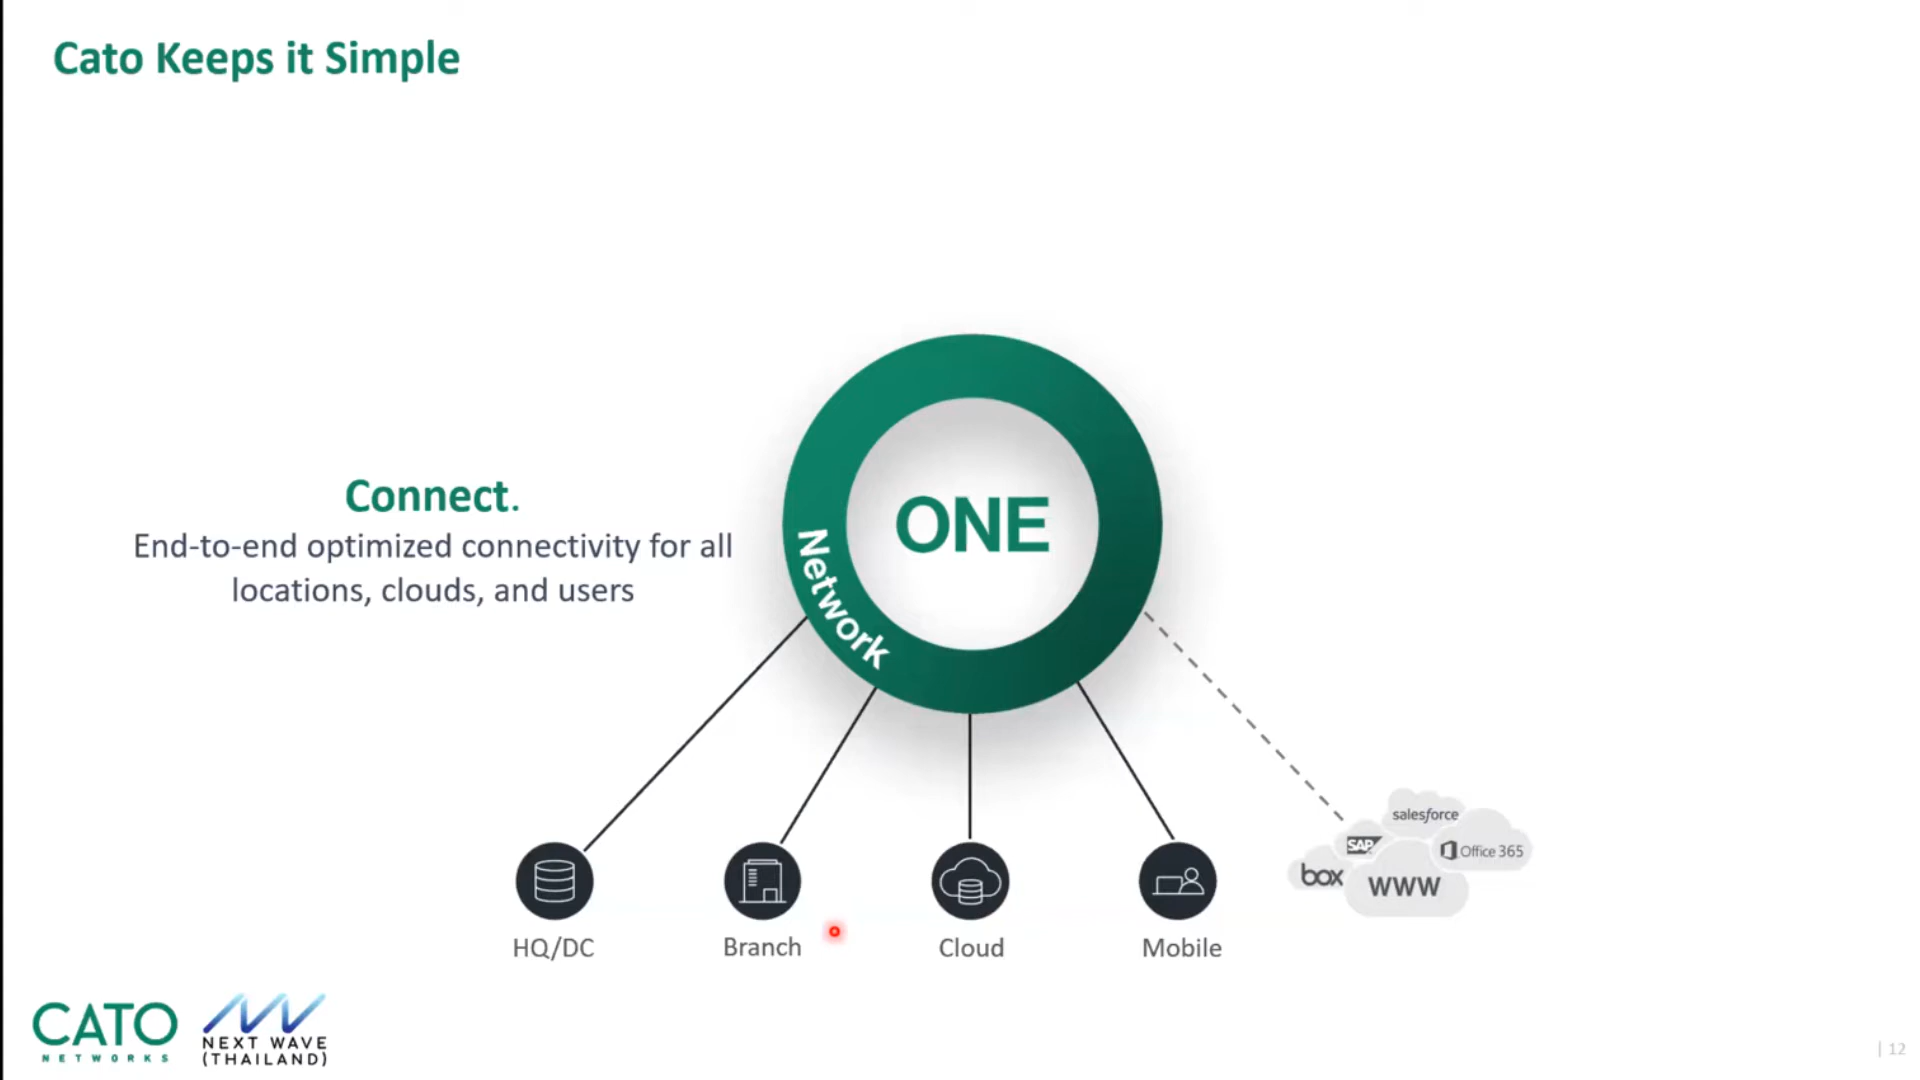 Cato Keeps it Simple
Connect.
End-to-end optimized connectivity for all
locations, clouds, and users
ONE
Network
HQ/DC
Branch
Cloud
Mobile
salesforce
SAP
Office 365
box
WWW
CATO
NETWORKS
NEXT WAVE
(THAILAND)
| 12